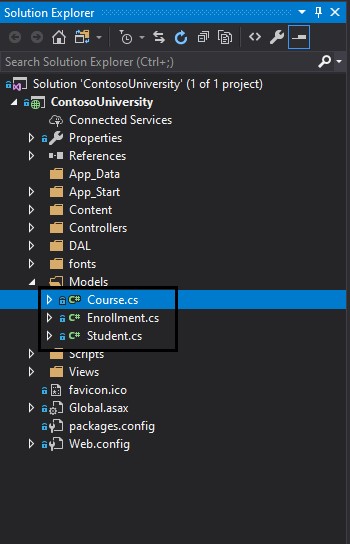 Solution Explorer
Search Solution Explorer (Ctrl+;)
Solution 'ContosoUniversity' (1 of 1 project)
ContosoUniversity
Connected Services
Properties
References
App_Data
App_Start
Content
Controllers
DAL
fonts
Models
C# Course.cs
C# Enrollment.cs
C# Student.cs
Scripts
Views
favicon.ico
Global.asax
packages.config
Web.config